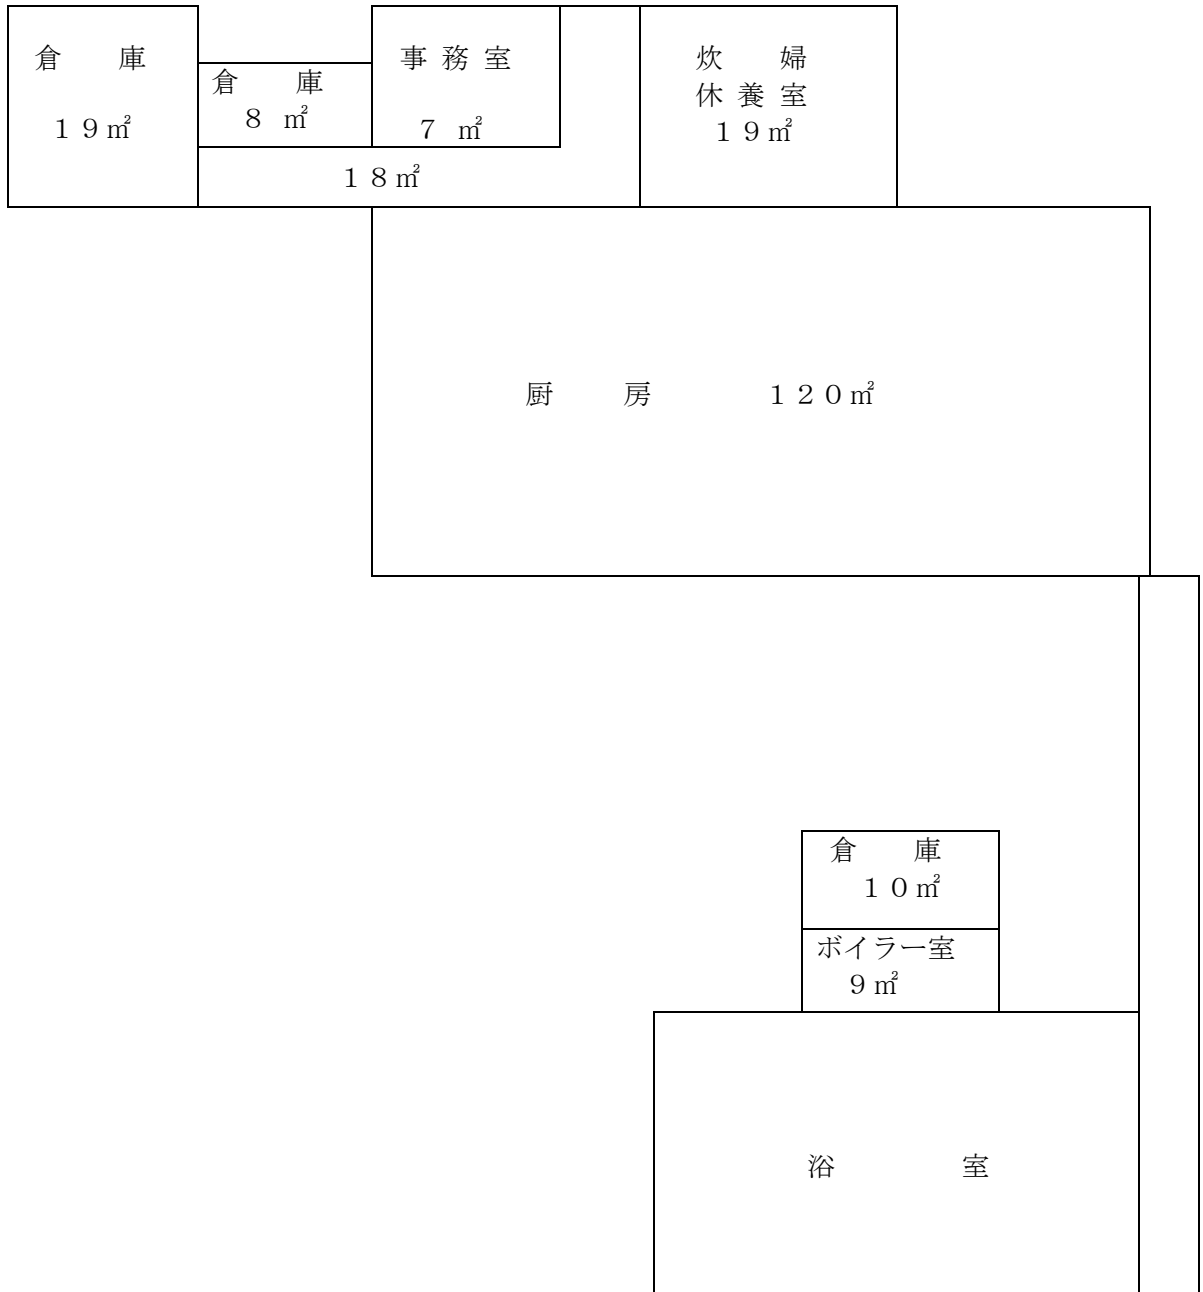 倉　　庫
１９㎡
倉　　庫
８ ㎡
事 務 室
７ ㎡
炊　　婦
休 養 室
１９㎡
１８㎡
厨　　房　　　１２０㎡
倉　　庫
１０㎡
ボイラー室
９㎡
浴　　　　室